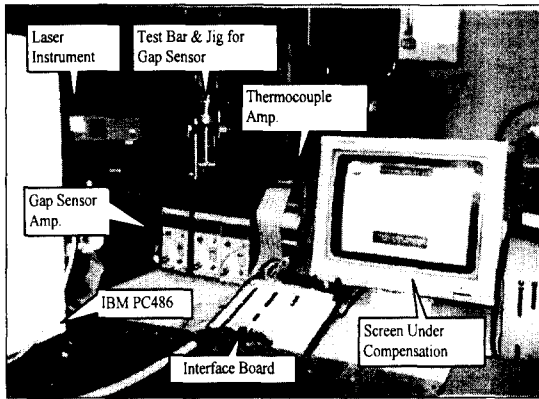 Laser
Instrument
Test Bar & Jig for
Gap Sensor
Thermocouple
Amp.
Gap Sensor
Amp.
IBM PC486
Interface Board
Screen Under
Compensation